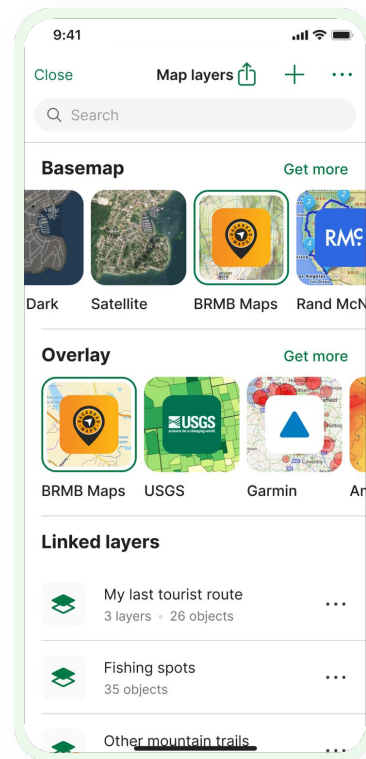 9:41
Close
Map layers
Search
Basemap
Get more
RMc
Dark
Satellite
BRMB Maps
Rand McN
Overlay
Get more
USGS
science for a changing world
BRMB Maps
USGS
Garmin
Linked layers
My last tourist route
3 layers • 26 objects
Fishing spots
35 objects
Other mountain trails